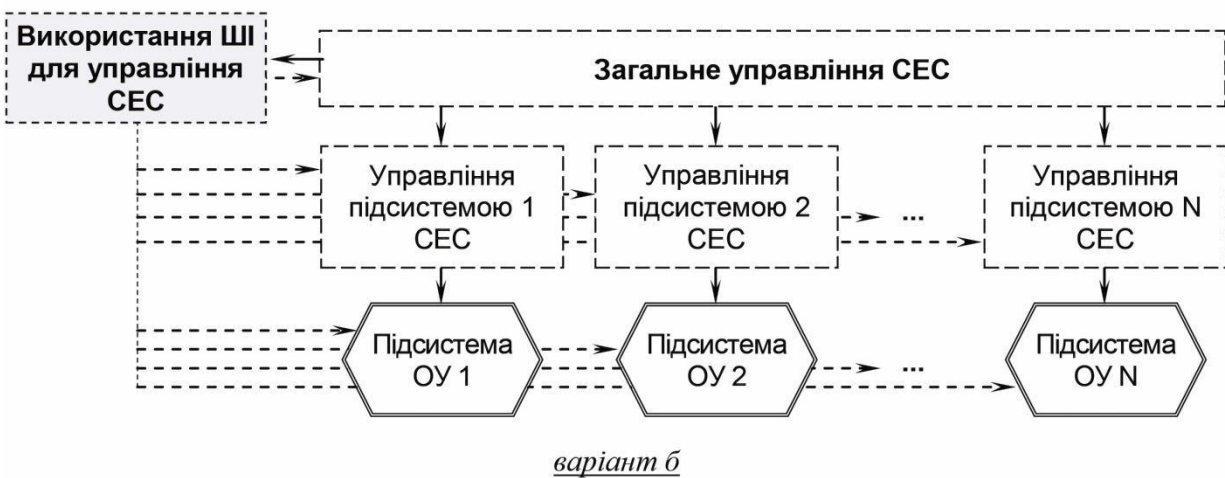 Використання ШІ
для управління
СЕС
Загальне управління СЕС
Управління
підсистемою 1
СЕС
Управління
підсистемою 2
СЕС
...
Управління
підсистемою N
СЕС
Підсистема
ОУ 1
Підсистема
ОУ 2
...
Підсистема
ОУ N
варіант б